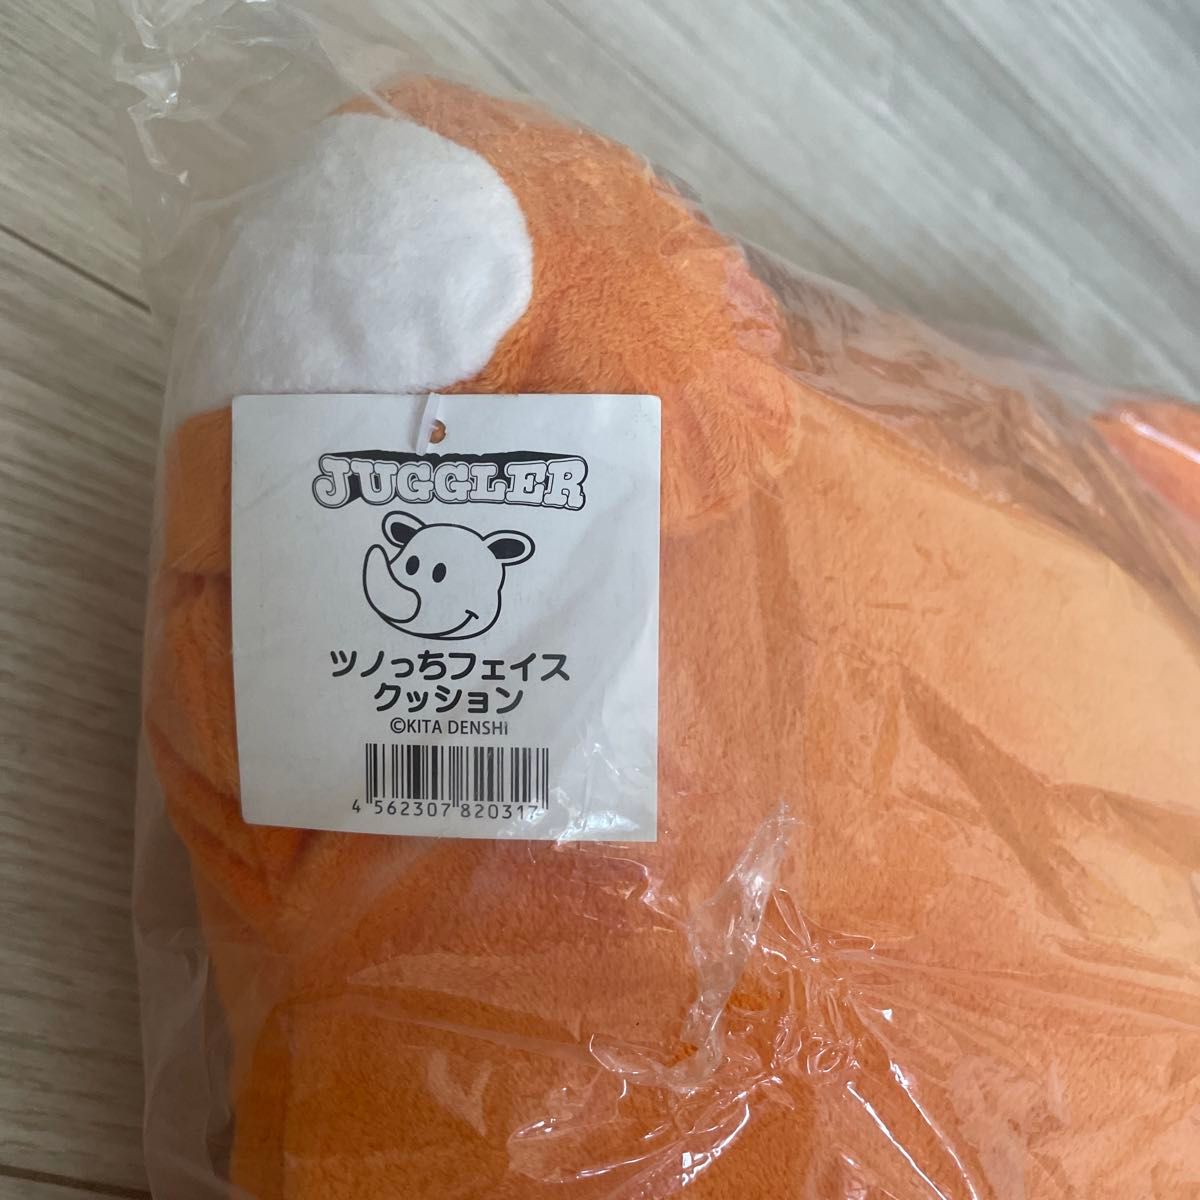 JUGGLER
ツノっちフェイス
クッション
©KITA DENSHI
4 562307 820317